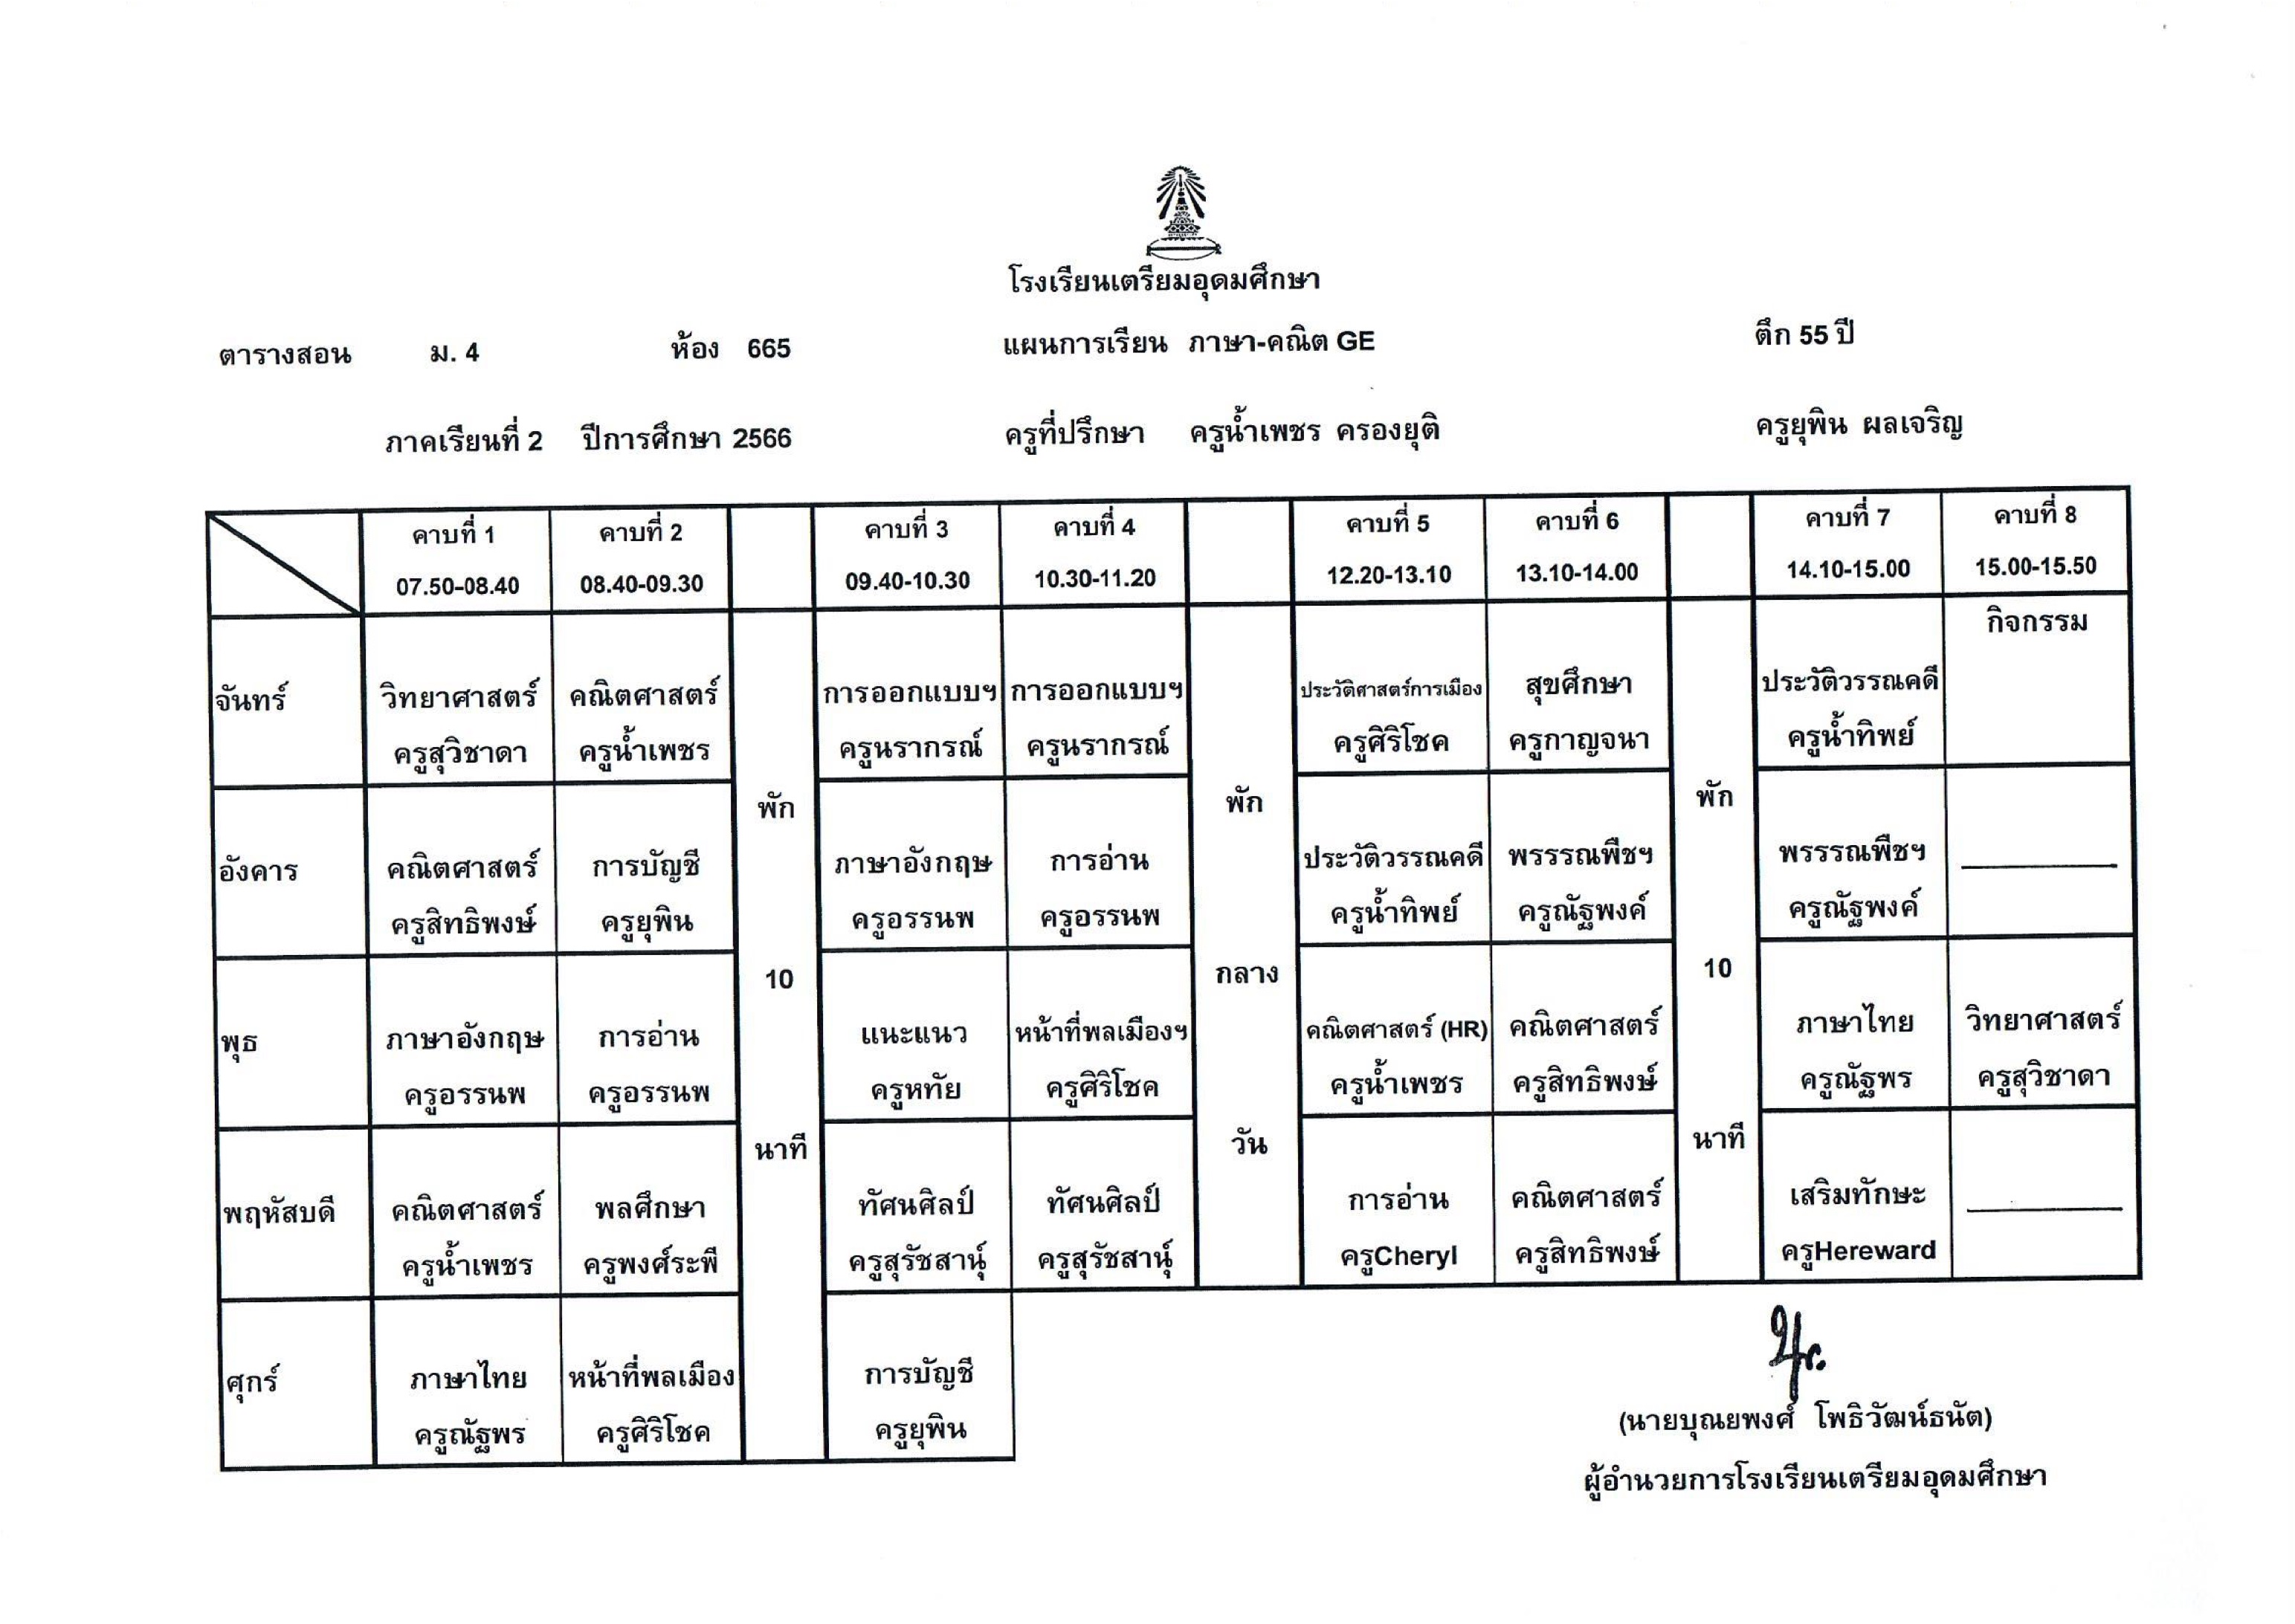 โรงเรียนเตรียมอุดมศึกษา
ตารางสอน ม. 4 ห้อง 665 แผนการเรียน ภาษา-คณิต GE ตึก 55 ปี
ภาคเรียนที่ 2 ปีการศึกษา 2566 ครูที่ปรึกษา ครูน้ำเพชร ครองยุติ ครูยุพิน ผลเจริญ
คาบที่ 1 คาบที่ 2 คาบที่ 3 คาบที่ 4 คาบที่ 5 คาบที่ 6 คาบที่ 7 คาบที่ 8
07.50-08.40 08.40-09.30 09.40-10.30 10.30-11.20 12.20-13.10 13.10-14.00 14.10-15.00 15.00-15.50
กิจกรรม
จันทร์ วิทยาศาสตร์ คณิตศาสตร์ การออกแบบฯ การออกแบบฯ ประวัติศาสตร์การเมือง สุขศึกษา ประวัติวรรณคดี
ครูสุวิชาดา ครูน้ำเพชร ครูนรากรณ์ ครูนรากรณ์ ครูศิริโชค ครูกาญจนา ครูน้ำทิพย์
พัก พัก พัก
อังคาร คณิตศาสตร์ การบัญชี ภาษาอังกฤษ การอ่าน ประวัติวรรณคดี พรรรณพืชฯ พรรรณพืชฯ
ครูสิทธิพงษ์ ครูยุพิน ครูอรรนพ ครูอรรนพ ครูน้ำทิพย์ ครูณัฐพงค์ ครูณัฐพงค์
10 กลาง 10
พุธ ภาษาอังกฤษ การอ่าน แนะแนว หน้าที่พลเมืองฯ คณิตศาสตร์ (HR) คณิตศาสตร์ ภาษาไทย วิทยาศาสตร์
ครูอรรนพ ครูอรรนพ ครูหทัย ครูศิริโชค ครูน้ำเพชร ครูสิทธิพงษ์ ครูณัฐพร ครูสุวิชาดา
นาที วัน นาที
พฤหัสบดี คณิตศาสตร์ พลศึกษา ทัศนศิลป์ ทัศนศิลป์ การอ่าน คณิตศาสตร์ เสริมทักษะ
ครูน้ำเพชร ครูพงศ์ระพี ครูสุรัชสานุ์ ครูสุรัชสานุ์ ครูCheryl ครูสิทธิพงษ์ ครูHereward
ศุกร์ ภาษาไทย หน้าที่พลเมือง การบัญชี
ครูณัฐพร ครูศิริโชค ครูยุพิน
(นายบุณยพงศ์ โพธิวัฒน์ธนัต)
ผู้อำนวยการโรงเรียนเตรียมอุดมศึกษา